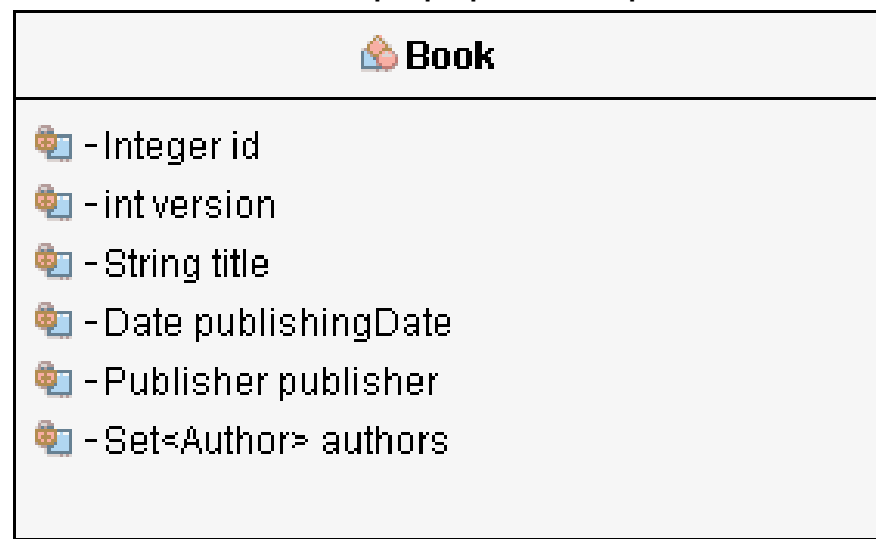 Book
-Integer id
-int version
-String title
-Date publishingDate
-Publisher publisher
-Set<Author> authors